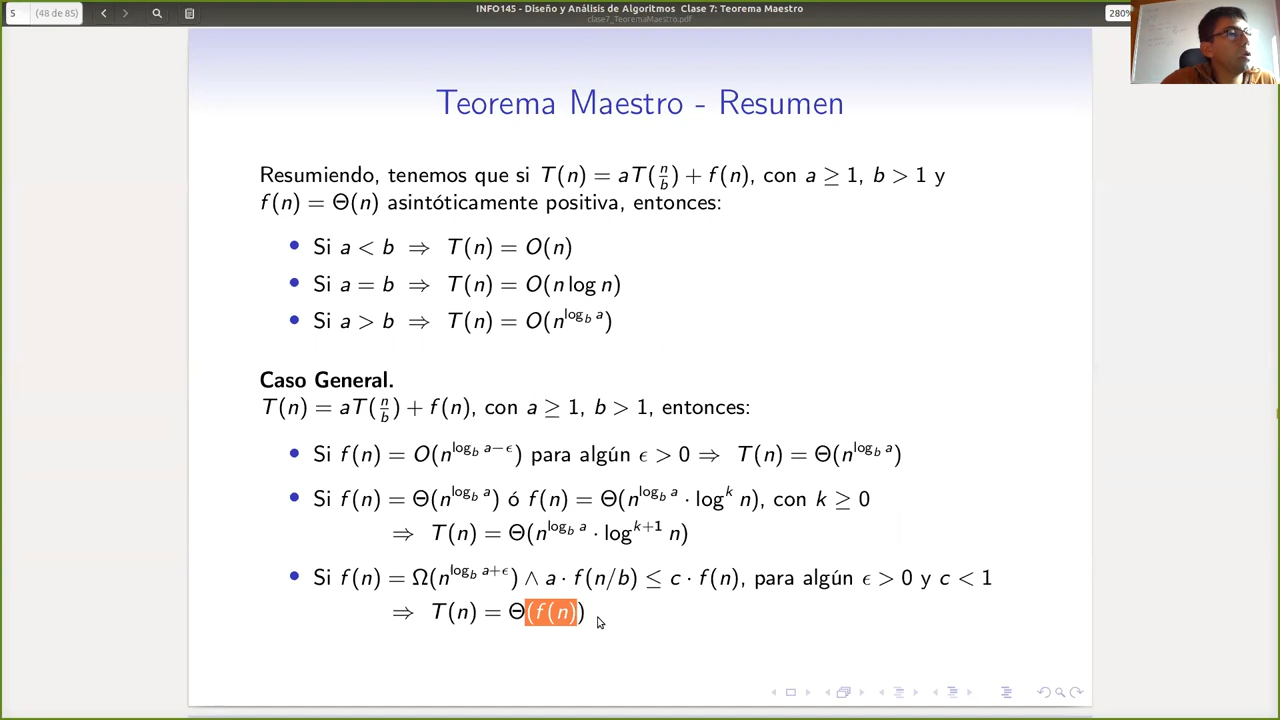 5 (48 de 85)
INFO145 - Diseño y Análisis de Algoritmos Clase 7: Teorema Maestro
clase7_TeoremaMaestro.pdf
280%
Teorema Maestro - Resumen
Resumiendo, tenemos que si T(n) = aT(n/b) + f(n), con a ≥ 1, b > 1 y
f(n) = Θ(n) asintóticamente positiva, entonces:
• Si a < b ⇒ T(n) = O(n)
• Si a = b ⇒ T(n) = O(n log n)
• Si a > b ⇒ T(n) = O(n^{log_b a})
Caso General.
T(n) = aT(n/b) + f(n), con a ≥ 1, b > 1, entonces:
• Si f(n) = O(n^{log_b a−ϵ}) para algún ϵ > 0 ⇒ T(n) = Θ(n^{log_b a})
• Si f(n) = Θ(n^{log_b a}) ó f(n) = Θ(n^{log_b a} · log^k n), con k ≥ 0
⇒ T(n) = Θ(n^{log_b a} · log^{k+1} n)
• Si f(n) = Ω(n^{log_b a+ϵ}) ∧ a · f(n/b) ≤ c · f(n), para algún ϵ > 0 y c < 1
⇒ T(n) = Θ(f(n))